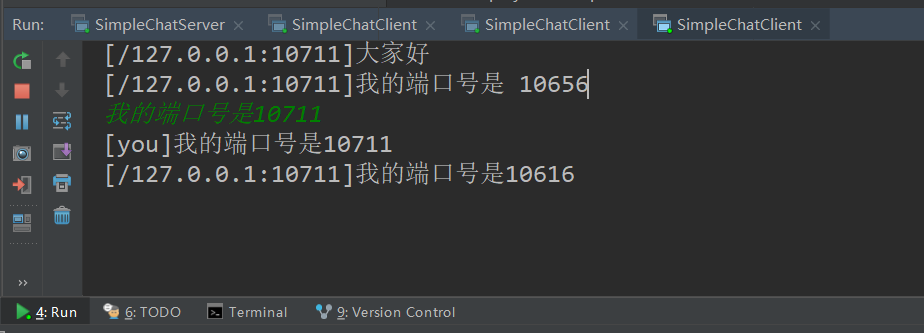 Run: SimpleChatServer × SimpleChatClient × SimpleChatClient × SimpleChatClient ×
[/127.0.0.1:10711]大家好
[/127.0.0.1:10711]我的端口号是 10656
我的端口号是10711
[you]我的端口号是10711
[/127.0.0.1:10711]我的端口号是10616
4: Run 6: TODO Terminal 9: Version Control